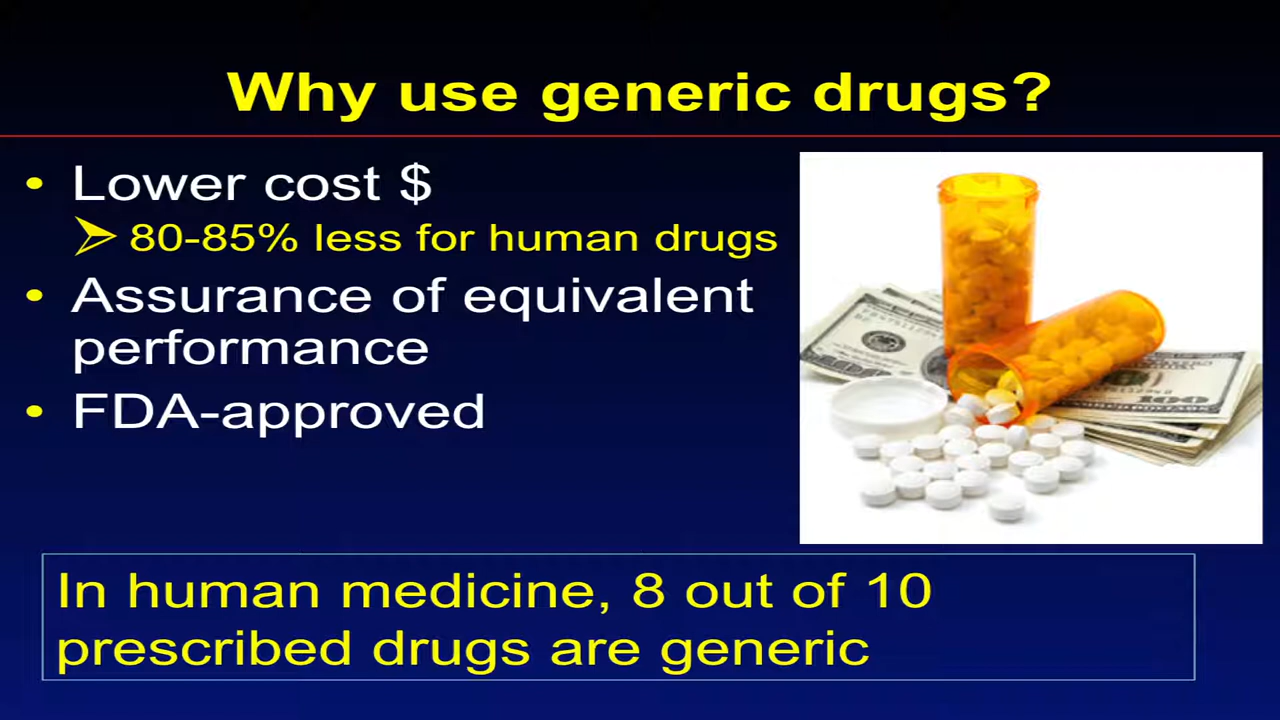 Why use generic drugs?
• Lower cost $
➢ 80-85% less for human drugs
• Assurance of equivalent
performance
• FDA-approved
100
In human medicine, 8 out of 10
prescribed drugs are generic